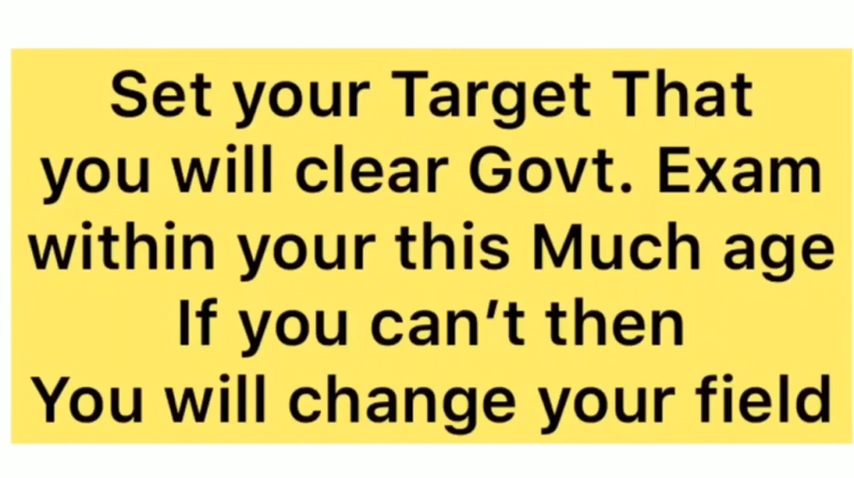 Set your Target That
you will clear Govt. Exam
within your this Much age
If you can’t then
You will change your field